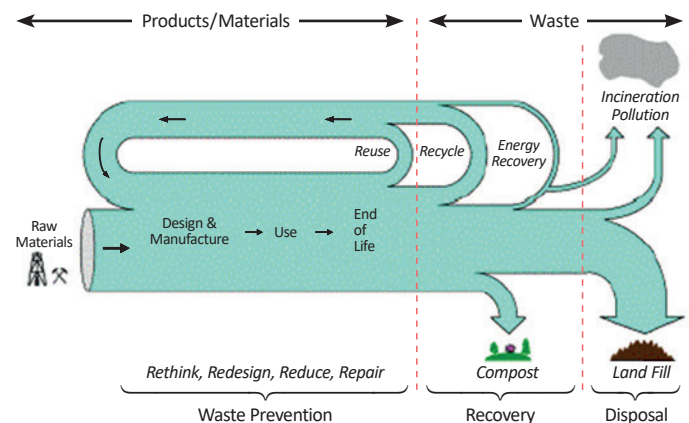 Products/Materials
Waste
Incineration
Pollution
Reuse
Recycle
Energy
Recovery
Raw
Materials
Design &
Manufacture
Use
End
of
Life
Rethink, Redesign, Reduce, Repair
Compost
Land Fill
Waste Prevention
Recovery
Disposal